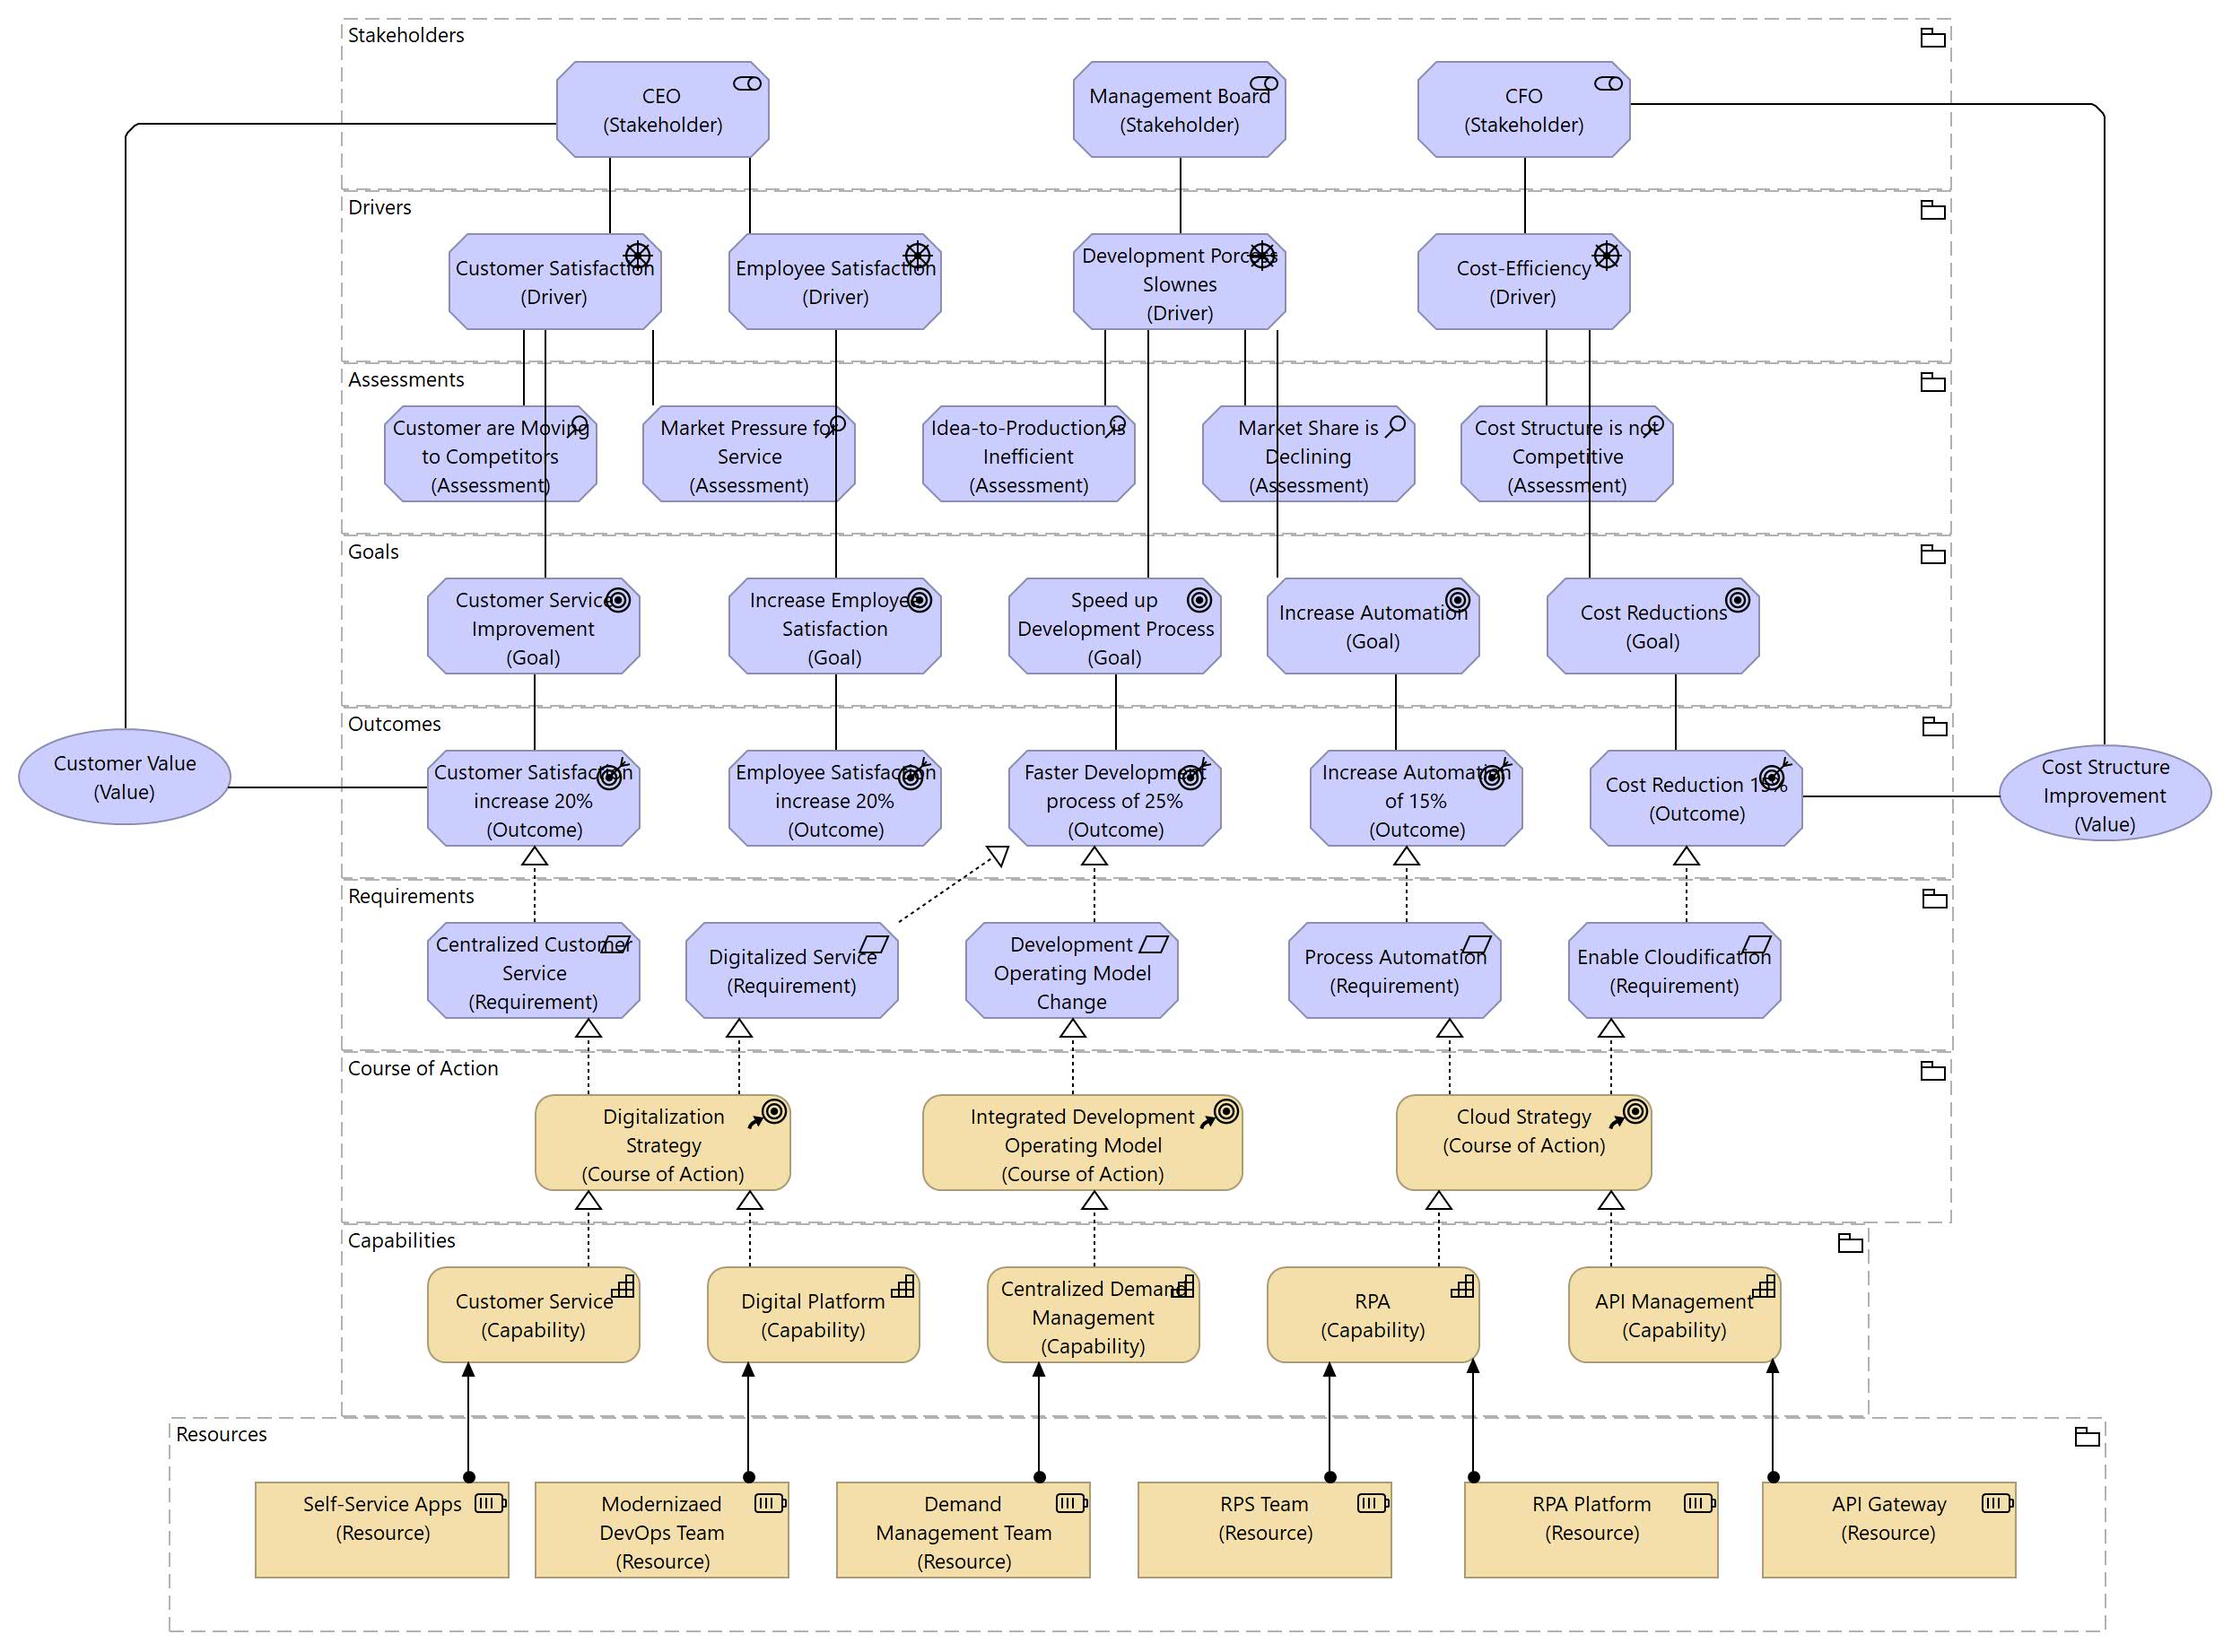 Stakeholders
CEO
(Stakeholder)
Management Board
(Stakeholder)
CFO
(Stakeholder)
Drivers
Customer Satisfaction
(Driver)
Employee Satisfaction
(Driver)
Development Porcess
Slownes
(Driver)
Cost-Efficiency
(Driver)
Assessments
Customer are Moving
to Competitors
(Assessment)
Market Pressure for
Service
(Assessment)
Idea-to-Production is
Inefficient
(Assessment)
Market Share is
Declining
(Assessment)
Cost Structure is not
Competitive
(Assessment)
Goals
Customer Service
Improvement
(Goal)
Increase Employee
Satisfaction
(Goal)
Speed up
Development Process
(Goal)
Increase Automation
(Goal)
Cost Reductions
(Goal)
Outcomes
Customer Value
(Value)
Customer Satisfaction
increase 20%
(Outcome)
Employee Satisfaction
increase 20%
(Outcome)
Faster Development
process of 25%
(Outcome)
Increase Automation
of 15%
(Outcome)
Cost Reduction 15%
(Outcome)
Cost Structure
Improvement
(Value)
Requirements
Centralized Customer
Service
(Requirement)
Digitalized Service
(Requirement)
Development
Operating Model
Change
Process Automation
(Requirement)
Enable Cloudification
(Requirement)
Course of Action
Digitalization
Strategy
(Course of Action)
Integrated Development
Operating Model
(Course of Action)
Cloud Strategy
(Course of Action)
Capabilities
Customer Service
(Capability)
Digital Platform
(Capability)
Centralized Demand
Management
(Capability)
RPA
(Capability)
API Management
(Capability)
Resources
Self-Service Apps
(Resource)
Modernizaed
DevOps Team
(Resource)
Demand
Management Team
(Resource)
RPS Team
(Resource)
RPA Platform
(Resource)
API Gateway
(Resource)